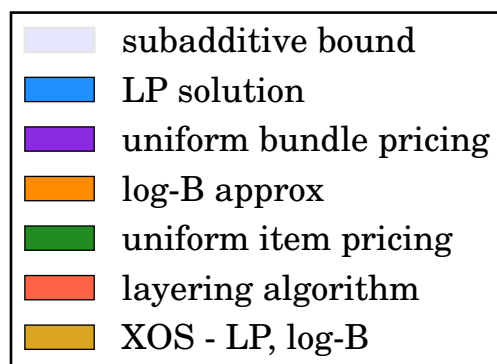 subadditive bound
LP solution
uniform bundle pricing
log-B approx
uniform item pricing
layering algorithm
XOS - LP, log-B